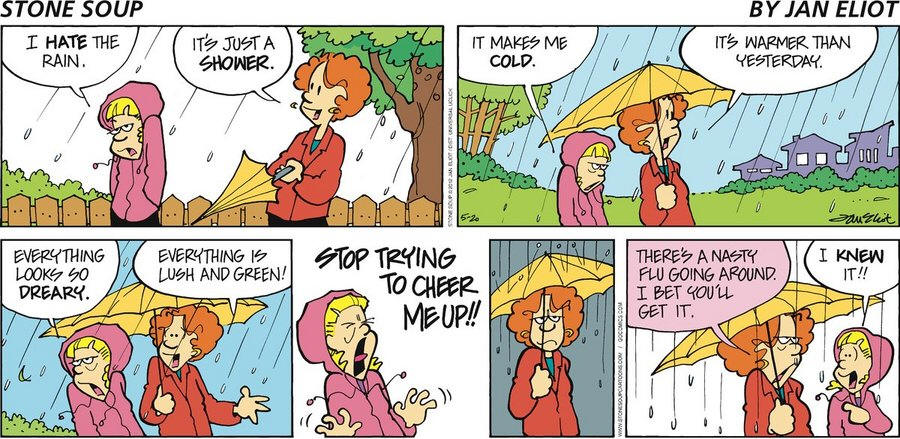 STONE SOUP
BY JAN ELIOT
I HATE THE
RAIN.
IT'S JUST A
SHOWER.
STONE SOUP © 2012 JAN ELIOT / DIST. UNIVERSAL UCLICK
IT MAKES ME
COLD.
IT'S WARMER THAN
YESTERDAY.
5-20
Jan Eliot
EVERYTHING
LOOKS SO
DREARY.
EVERYTHING IS
LUSH AND GREEN!
STOP TRYING
TO CHEER
ME UP!!
WWW.STONESOUPCARTOONS.COM / GOCOMICS.COM
THERE'S A NASTY
FLU GOING AROUND.
I BET YOU'LL
GET IT.
I KNEW
IT!!